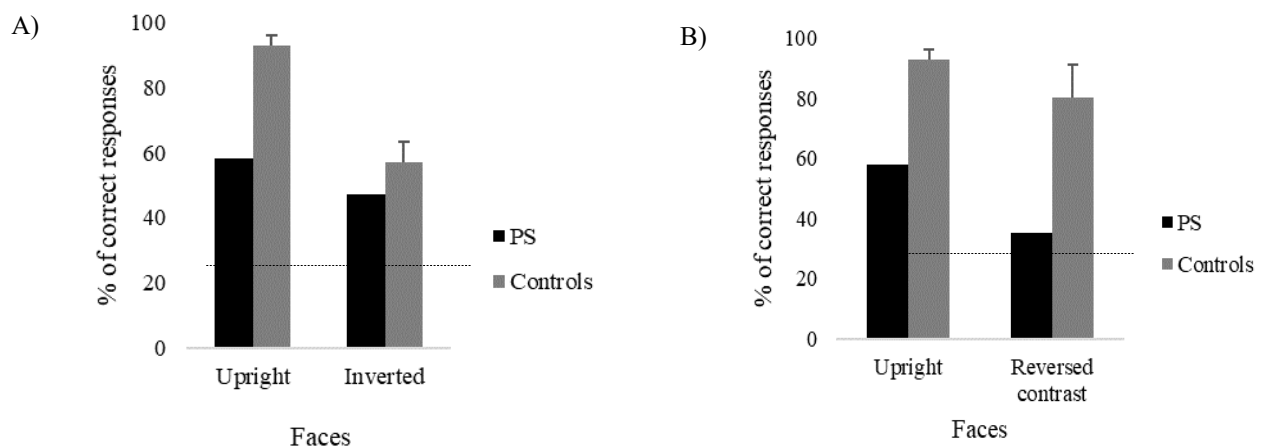 A)
% of correct responses
100
80
60
40
20
0
Upright
Inverted
Faces
PS
Controls
B)
% of correct responses
100
80
60
40
20
0
Upright
Reversed
contrast
Faces
PS
Controls